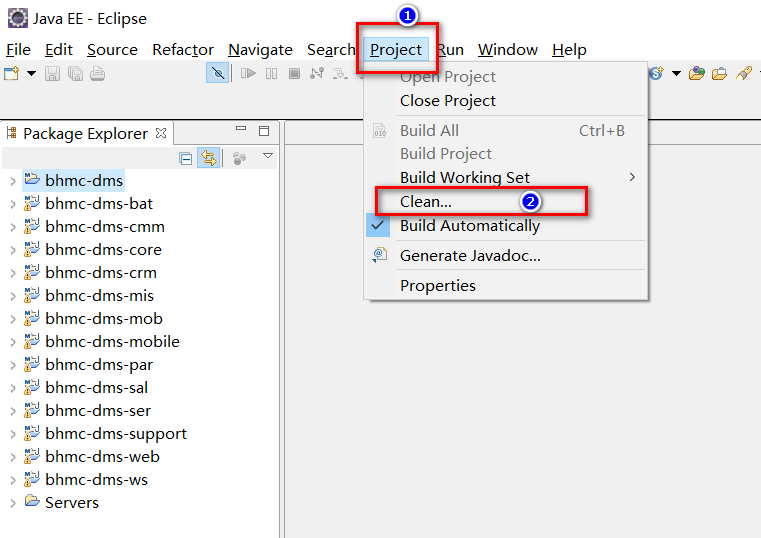 Java EE - Eclipse
1
File Edit Source Refactor Navigate Search Project Run Window Help
Open Project
Close Project
Build All Ctrl+B
Build Project
Build Working Set
Clean... 2
Build Automatically
Generate Javadoc...
Properties
Package Explorer
bhmc-dms
bhmc-dms-bat
bhmc-dms-cmm
bhmc-dms-core
bhmc-dms-crm
bhmc-dms-mis
bhmc-dms-mob
bhmc-dms-mobile
bhmc-dms-par
bhmc-dms-sal
bhmc-dms-ser
bhmc-dms-support
bhmc-dms-web
bhmc-dms-ws
Servers